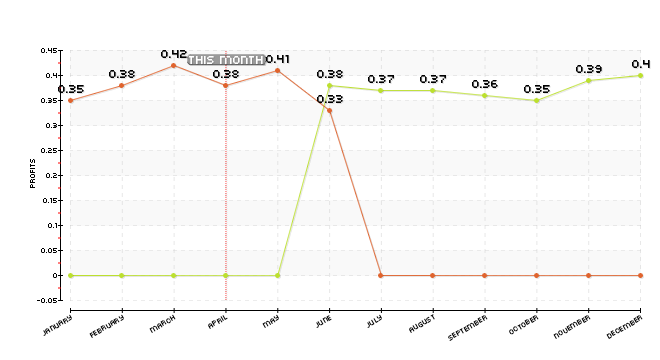 0.45
0.4
0.35
0.3
0.25
0.2
0.15
0.1
0.05
0
-0.05
PROFITS
0.35
0.38
0.42
THIS MONTH
0.38
0.41
0.38
0.33
0.37
0.37
0.36
0.35
0.39
0.4
JANUARY
FEBRUARY
MARCH
APRIL
MAY
JUNE
JULY
AUGUST
SEPTEMBER
OCTOBER
NOVEMBER
DECEMBER